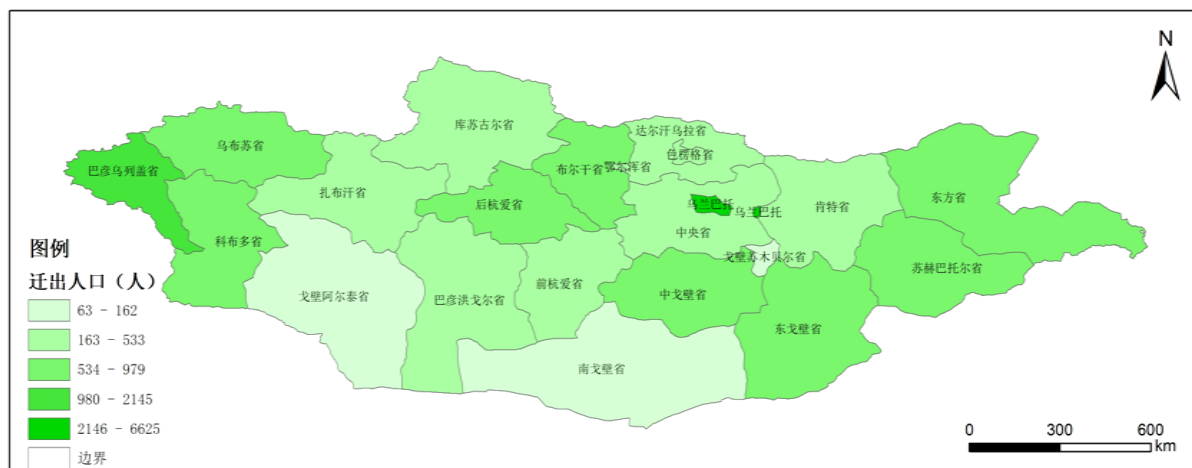 N
库苏古尔省
达尔汗乌拉省
乌布苏省
色楞格省
布尔干省
鄂尔浑省
巴彦乌列盖省
扎布汗省
后杭爱省
乌兰巴托
乌兰巴托
肯特省
东方省
科布多省
中央省
戈壁苏木贝尔省
苏赫巴托尔省
戈壁阿尔泰省
巴彦洪戈尔省
前杭爱省
中戈壁省
东戈壁省
南戈壁省
图例
迁出人口（人）
63 - 162
163 - 533
534 - 979
980 - 2145
2146 - 6625
边界
0 300 600
km